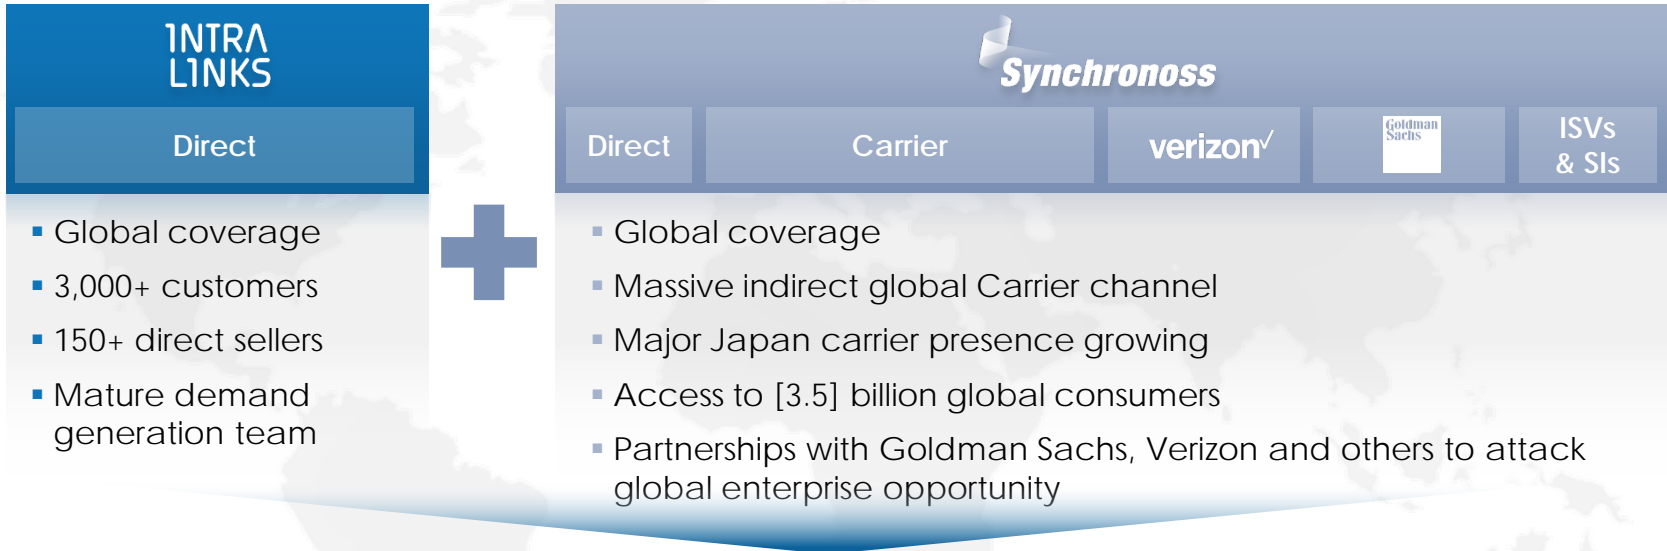 INTRA
LINKS
Direct
▪ Global coverage
▪ 3,000+ customers
▪ 150+ direct sellers
▪ Mature demand
generation team
Synchronoss
Direct
Carrier
verizon✓
Goldman
Sachs
ISVs
& SIs
▪ Global coverage
▪ Massive indirect global Carrier channel
▪ Major Japan carrier presence growing
▪ Access to [3.5] billion global consumers
▪ Partnerships with Goldman Sachs, Verizon and others to attack
global enterprise opportunity